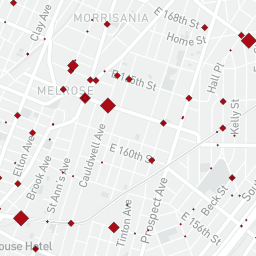 MORRISANIA
E 168th St
Clay Ave
Home St
E 165th St
Hall Pl
MELROSE
Kelly St
Cauldwell Ave
E 160th St
Elton Ave
Brook Ave
St Ann's Ave
Prospect Ave
Beck St
Sou
Tinton Ave
E 156th St
ouse Hotel